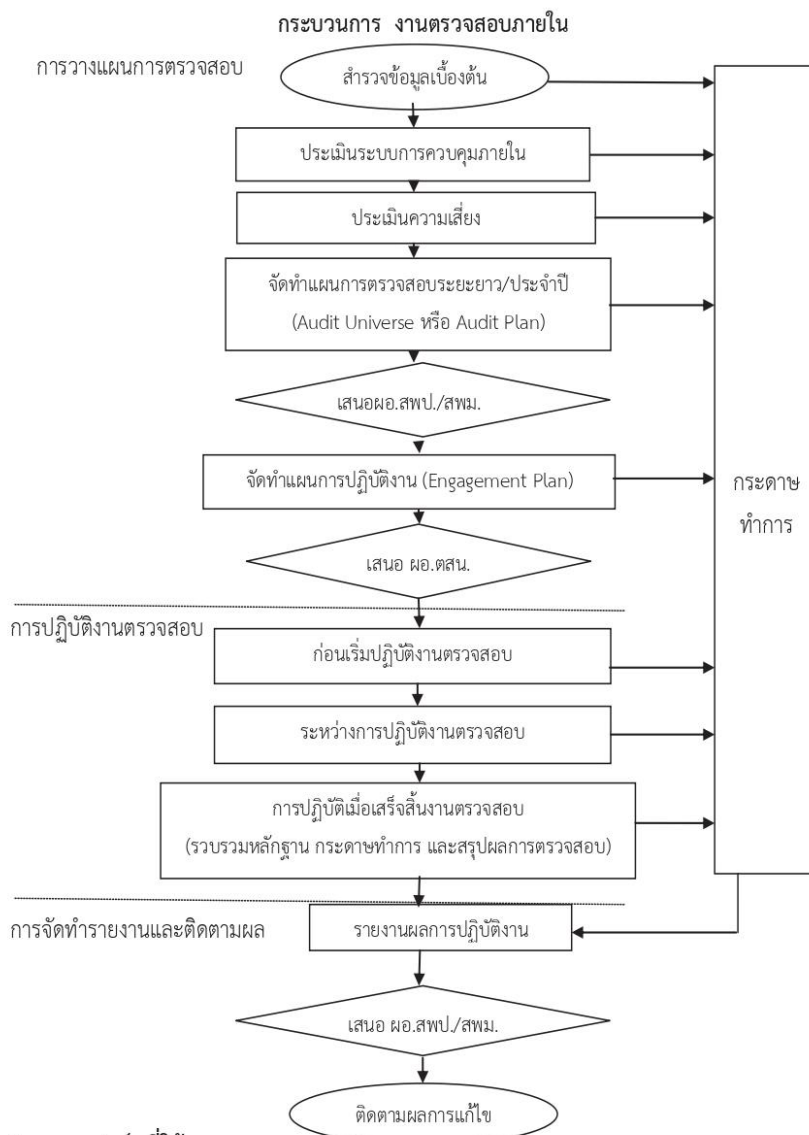 กระบวนการ งานตรวจสอบภายใน
การวางแผนการตรวจสอบ
สำรวจข้อมูลเบื้องต้น
ประเมินระบบการควบคุมภายใน
ประเมินความเสี่ยง
จัดทำแผนการตรวจสอบระยะยาว/ประจำปี
(Audit Universe หรือ Audit Plan)
เสนอผอ.สพป./สพม.
จัดทำแผนการปฏิบัติงาน (Engagement Plan)
กระดาษ
ทำการ
เสนอ ผอ.ตสน.
การปฏิบัติงานตรวจสอบ
ก่อนเริ่มปฏิบัติงานตรวจสอบ
ระหว่างการปฏิบัติงานตรวจสอบ
การปฏิบัติเมื่อเสร็จสิ้นงานตรวจสอบ
(รวบรวมหลักฐาน กระดาษทำการ และสรุปผลการตรวจสอบ)
การจัดทำรายงานและติดตามผล
รายงานผลการปฏิบัติงาน
เสนอ ผอ.สพป./สพม.
ติดตามผลการแก้ไข